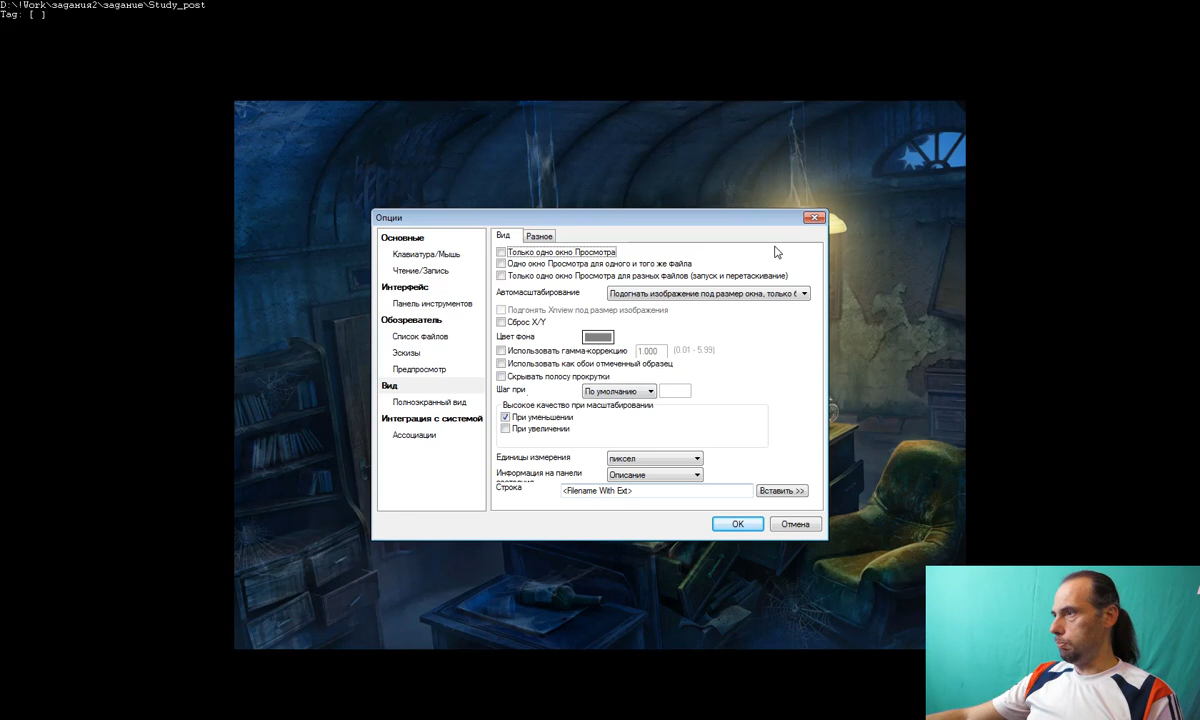 D:\!Work\задания2\задание\Study_post
Tag: [ ]
Опции
Основные
Клавиатура/Мышь
Чтение/Запись
Интерфейс
Панель инструментов
Обозреватель
Список файлов
Эскизы
Предпросмотр
Вид
Полноэкранный вид
Интеграция с системой
Ассоциации
Вид Разное
Только одно окно Просмотра
Одно окно Просмотра для одного и того же файла
Только одно окно Просмотра для разных файлов (запуск и перетаскивание)
Автомасштабирование Подогнать изображение под размер окна, только б
Подгонять Xnview под размер изображения
Сброс X/Y
Цвет фона
Использовать гамма-коррекцию 1.000 (0.01 - 5.99)
Использовать как обои отмеченный образец
Скрывать полосу прокрутки
Шаг при По умолчанию
Высокое качество при масштабировании
При уменьшении
При увеличении
Единицы измерения пиксел
Информация на панели Описание
Строка <Filename With Ext> Вставить >>
OK Отмена